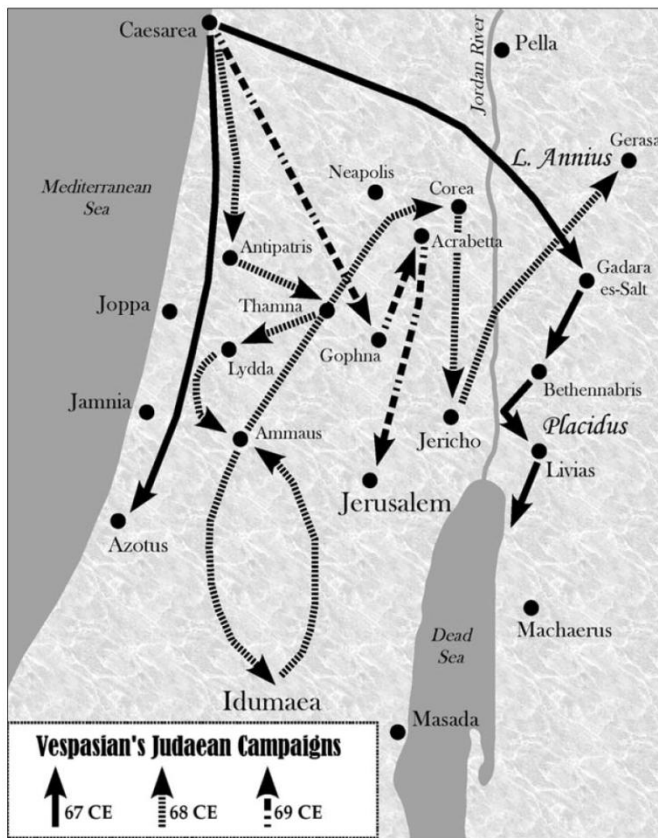 Caesarea
Pella
Jordan River
Gerasa
L. Annius
Mediterranean
Sea
Neapolis
Corea
Acrabetta
Antipatris
Gadara
es-Salt
Joppa
Thamna
Gophna
Lydda
Bethennabris
Jamnia
Ammaus
Jericho
Placidus
Livias
Jerusalem
Azotus
Machaerus
Dead
Sea
Idumaea
Masada
Vespasian's Judaean Campaigns
67 CE
68 CE
69 CE